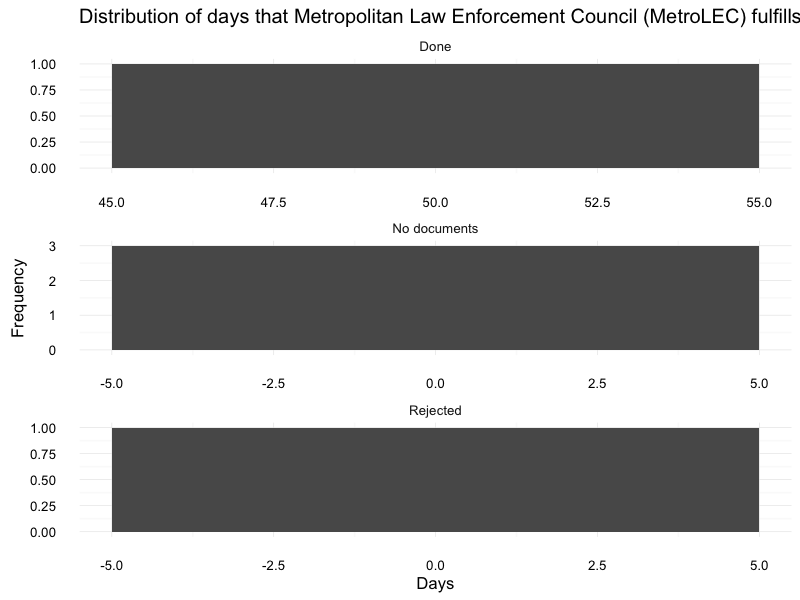 Distribution of days that Metropolitan Law Enforcement Council (MetroLEC) fulfills
Done
1.00
0.75
0.50
0.25
0.00
45.0 47.5 50.0 52.5 55.0
No documents
3
2
1
0
-5.0 -2.5 0.0 2.5 5.0
Frequency
Rejected
1.00
0.75
0.50
0.25
0.00
-5.0 -2.5 0.0 2.5 5.0
Days